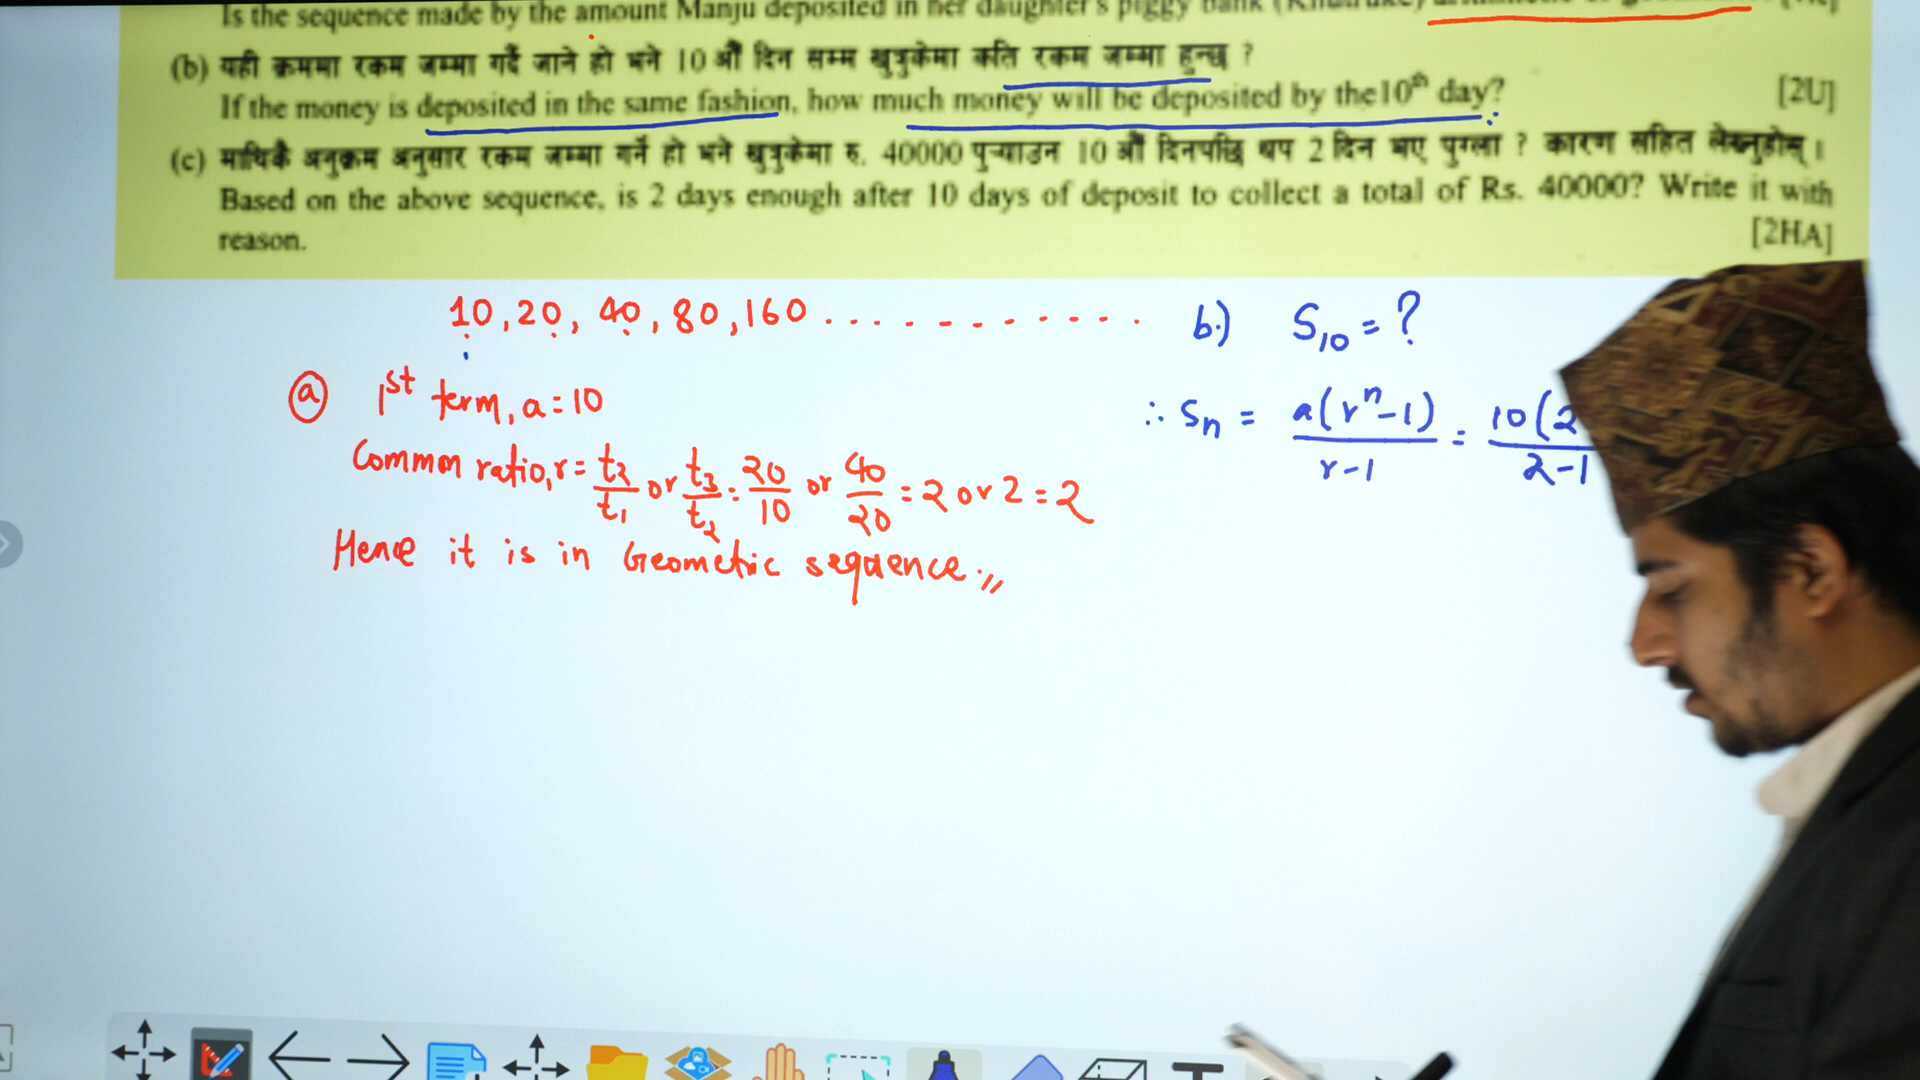 Is the sequence made by the amount Manju deposited in her daughter's piggy bank
(b) यही क्रममा रकम जम्मा गर्दै जाने हो भने 10 औं दिन सम्म खुत्रुकेमा कति रकम जम्मा हुन्छ ?
If the money is deposited in the same fashion, how much money will be deposited by the 10th day? [2U]
(c) माथिकै अनुक्रम अनुसार रकम जम्मा गर्ने हो भने खुत्रुकेमा रु. 40000 पुऱ्याउन 10 औं दिनपछि थप 2 दिन भए पुग्ला ? कारण सहित लेख्नुहोस् ।
Based on the above sequence, is 2 days enough after 10 days of deposit to collect a total of Rs. 40000? Write it with
reason. [2HA]
10, 20, 40, 80, 160 ............
(a) 1st term, a = 10
Common ratio, r = t2/t1 or t3/t2 = 20/10 or 40/20 = 2 or 2 = 2
Hence it is in Geometric sequence.
b.) S10 = ?
∴ Sn = a(r^n-1)/r-1 = 10(2/2-1